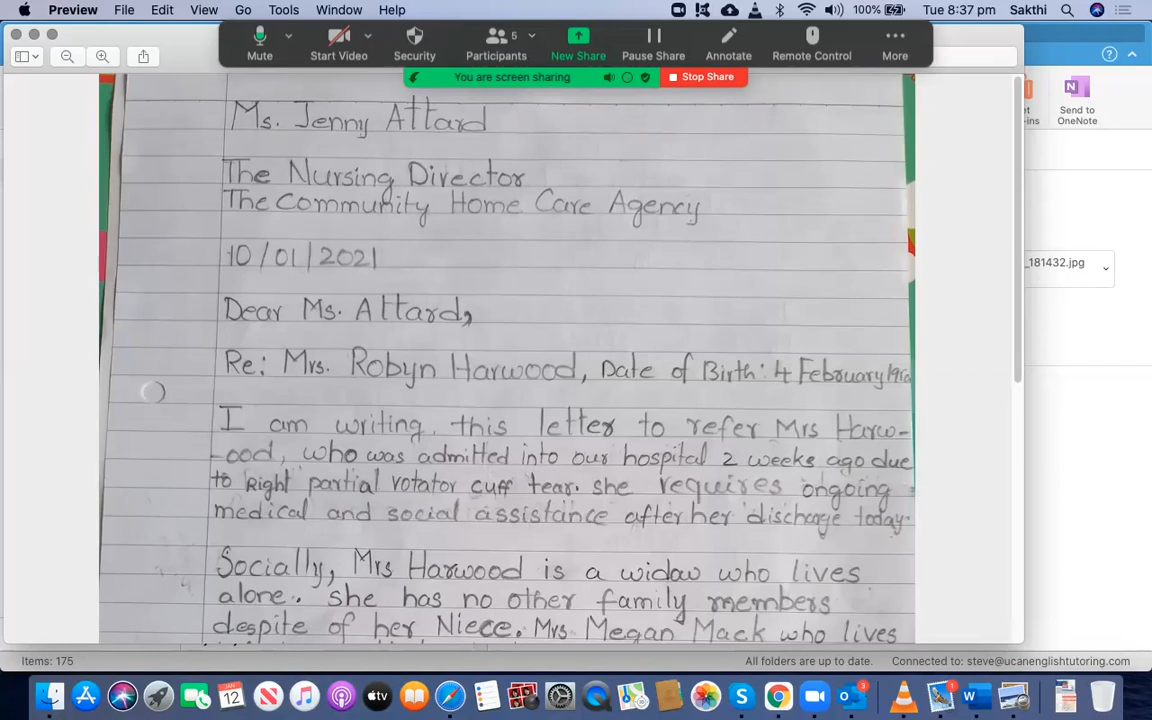 Preview File Edit View Go Tools Window Help 100% Tue 8:37 pm Sakthi
Mute Start Video Security Participants 5 New Share Pause Share Annotate Remote Control More
You are screen sharing Stop Share
Send to
OneNote
-ins
_181432.jpg
Ms. Jenny Attard
The Nursing Director
The Community Home Care Agency
10/01/2021
Dear Ms. Attard,
Re: Mrs. Robyn Harwood, Date of Birth: 4 February
I am writing this letter to refer Mrs Harw-
-ood, who was admitted into our hospital 2 weeks ago due
to Right partial rotator cuff tear. she requires ongoing
medical and social assistance after her discharge today.
Socially, Mrs Harwood is a widow who lives
alone. She has no other family members
despite of her Niece. Mrs. Megan Mack who lives
Items: 175 All folders are up to date. Connected to: steve@ucanenglishtutoring.com
JAN
12
tv
3
1